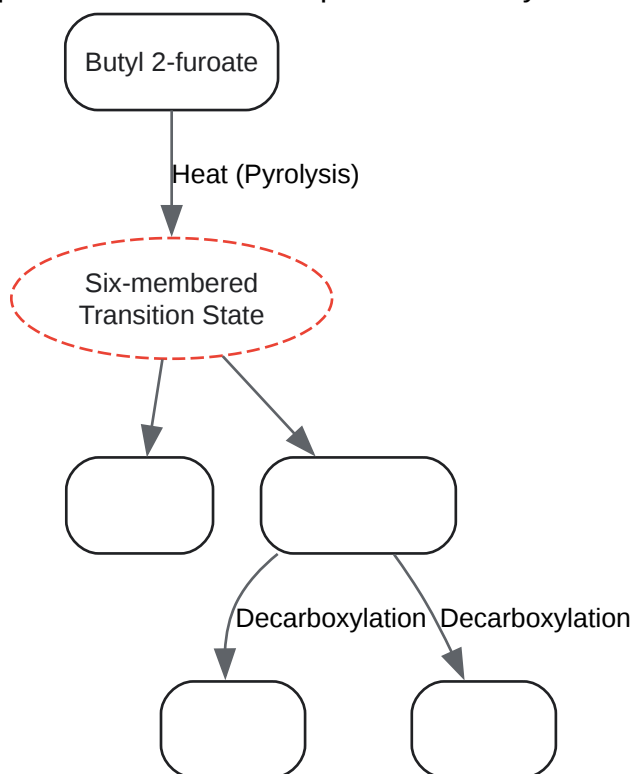 Butyl 2-furoate
Heat (Pyrolysis)
Six-membered
Transition State
Decarboxylation
Decarboxylation